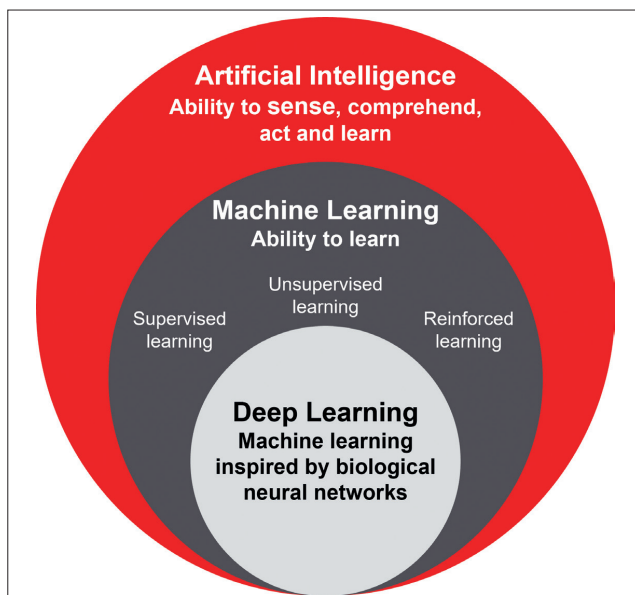 Artificial Intelligence
Ability to sense, comprehend,
act and learn
Machine Learning
Ability to learn
Unsupervised
learning
Supervised
learning
Reinforced
learning
Deep Learning
Machine learning
inspired by biological
neural networks